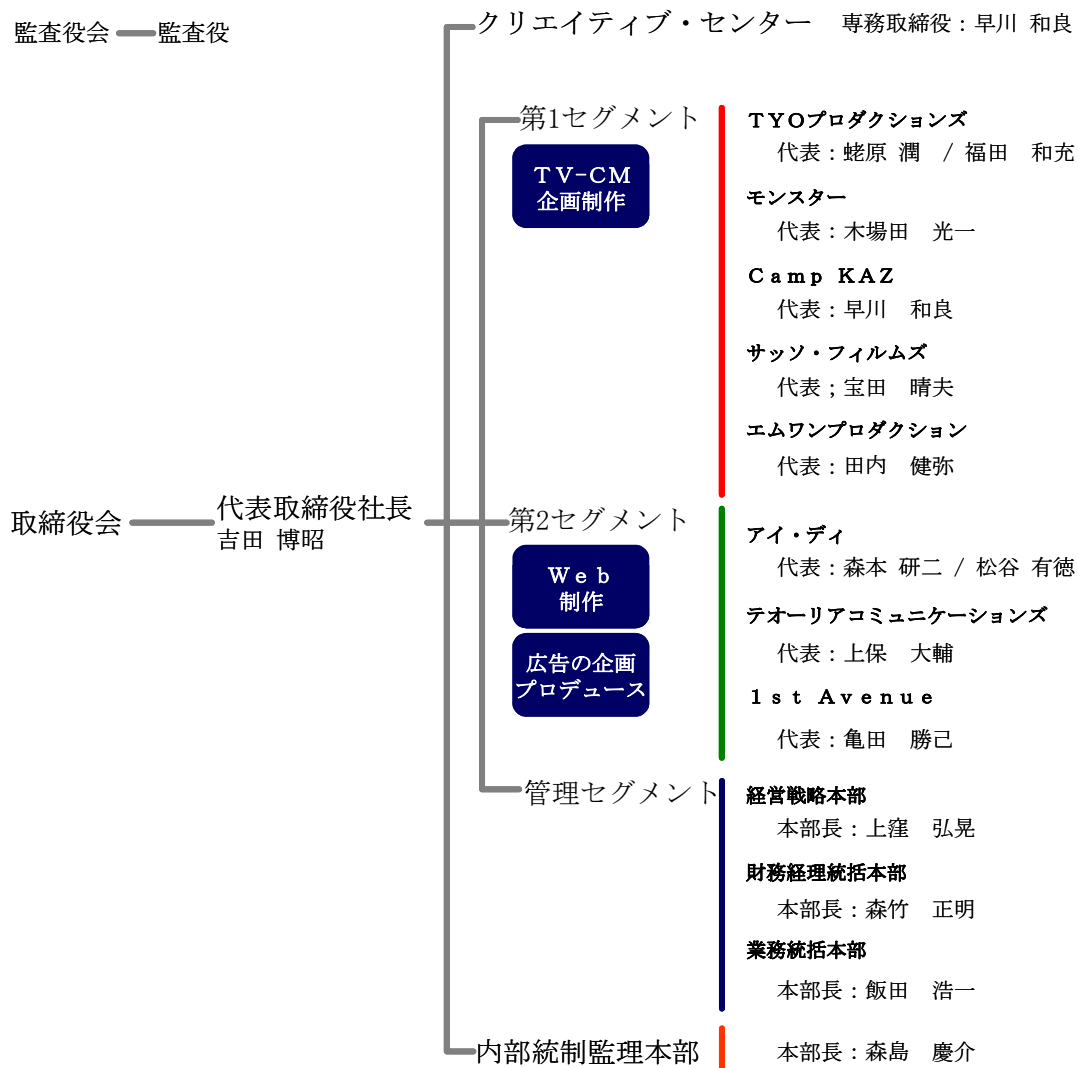 監査役会 監査役
クリエイティブ・センター 専務取締役：早川 和良
第1セグメント
TV-CM
企画制作
TYOプロダクションズ
代表：蛯原 潤 / 福田 和充
モンスター
代表：木場田 光一
Camp KAZ
代表：早川 和良
サッソ・フィルムズ
代表；宝田 晴夫
エムワンプロダクション
代表：田内 健弥
取締役会 代表取締役社長
吉田 博昭
第2セグメント
Web
制作
広告の企画
プロデュース
アイ・ディ
代表：森本 研二 / 松谷 有徳
テオーリアコミュニケーションズ
代表：上保 大輔
1st Avenue
代表：亀田 勝己
管理セグメント
経営戦略本部
本部長：上窪 弘晃
財務経理統括本部
本部長：森竹 正明
業務統括本部
本部長：飯田 浩一
内部統制監理本部 本部長：森島 慶介